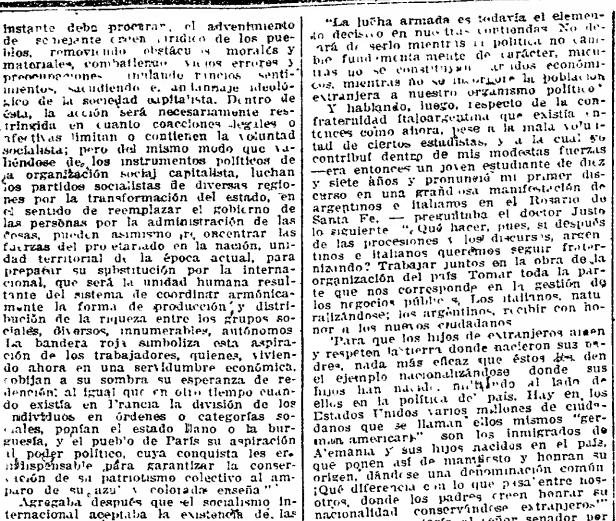 instante debe procurar, el advenimiento
de semejante orden jurídico de los pue-
blos, removiendo obstáculos morales y
materiales, combatiendo vicios errores y
preocupaciones senti-
mientos, sacudiendo el andamiaje ideoló-
gico de la sociedad capitalista. Dentro de
ésta, la acción será necesariamente res-
tringida en cuanto coacciones legales o
afectivas limitan o contienen la voluntad
socialista; pero del mismo modo que va-
liéndose de los instrumentos políticos de
la organización social capitalista, luchan
los partidos socialistas de diversas regio-
nes por la transformación del estado, en
el sentido de reemplazar el gobierno de
las personas por la administración de las
cosas, pueden asimismo concentrar las
fuerzas del proletariado en la nación, uni-
dad territorial de la época actual, para
preparar su substitución por la interna-
cional, que será la unidad humana resul-
tante del sistema de coordinar armónica-
mente la forma de producción y distri-
bución de la riqueza entre los grupos so-
ciales, diversos, innumerables, autónomos
La bandera roja simboliza esta aspira-
ción de los trabajadores, quienes, vivien-
do ahora en una servidumbre económica,
cobijan a su sombra su esperanza de re-
dención; al igual que en otro tiempo cuan-
do existía en Francia la división de los
individuos en órdenes o categorías so-
ciales, ponían el estado llano o la bur-
guesía, y el pueblo de París su aspiración
al poder político, cuya conquista les era
indispensable para garantizar la conser-
vación de su patriotismo colectivo al am-
paro de su azul y colorada enseña"
Agregaba después que el socialismo in-
ternacional aceptaba la existencia de las
"La lucha armada es todavía el elemen-
to decisivo en nuestras contiendas No de-
jará de serlo mientras la política no cam-
bie fundamentalmente de carácter, mien-
tras no se constituyan partidos económi-
cos, mientras no se incorpore la población
extranjera a nuestro organismo político"
Y hablando, luego, respecto de la con-
fraternidad italoargentina que existía en-
tonces como ahora, pese a la mala volun-
tad de ciertos estudistas, y a la cual yo
contribuí dentro de mis modestas fuerzas
—era entonces un joven estudiante de diez
y siete años y pronuncié mi primer dis-
curso en una grandiosa manifestación de
argentinos e italianos en el Rosario de
Santa Fe, — preguntaba el doctor Justo
lo siguiente "¿Qué hacer, pues, si después
de las procesiones y los discursos, argen-
tinos e italianos queremos seguir frater-
nizando? Trabajar juntos en la obra de la
organización del país Tomar toda la par-
te que nos corresponde en la gestión de
los negocios públicos, Los italianos, natu
ralizándose; los argentinos, recibir con ho-
nor a los nuevos ciudadanos
"Para que los hijos de extranjeros amen
y respeten la tierra donde nacieron sus pa-
dres, nada más eficaz que éstos den
el ejemplo nacionalizándose donde sus
hijos han nacido, militando al lado de
ellos en la política del país. Hay en los
Estados Unidos varios millones de ciuda-
danos que se llaman ellos mismos "ger-
man americans" son los inmigrados de
Alemania y sus hijos nacidos en el país,
que ponen así de manifiesto y honran su
origen, dándose una denominación común
¡Qué diferencia con lo que pasa entre nos-
otros, donde los padres creen honrar su
nacionalidad conservándose extranjeros!"
el señor senador por